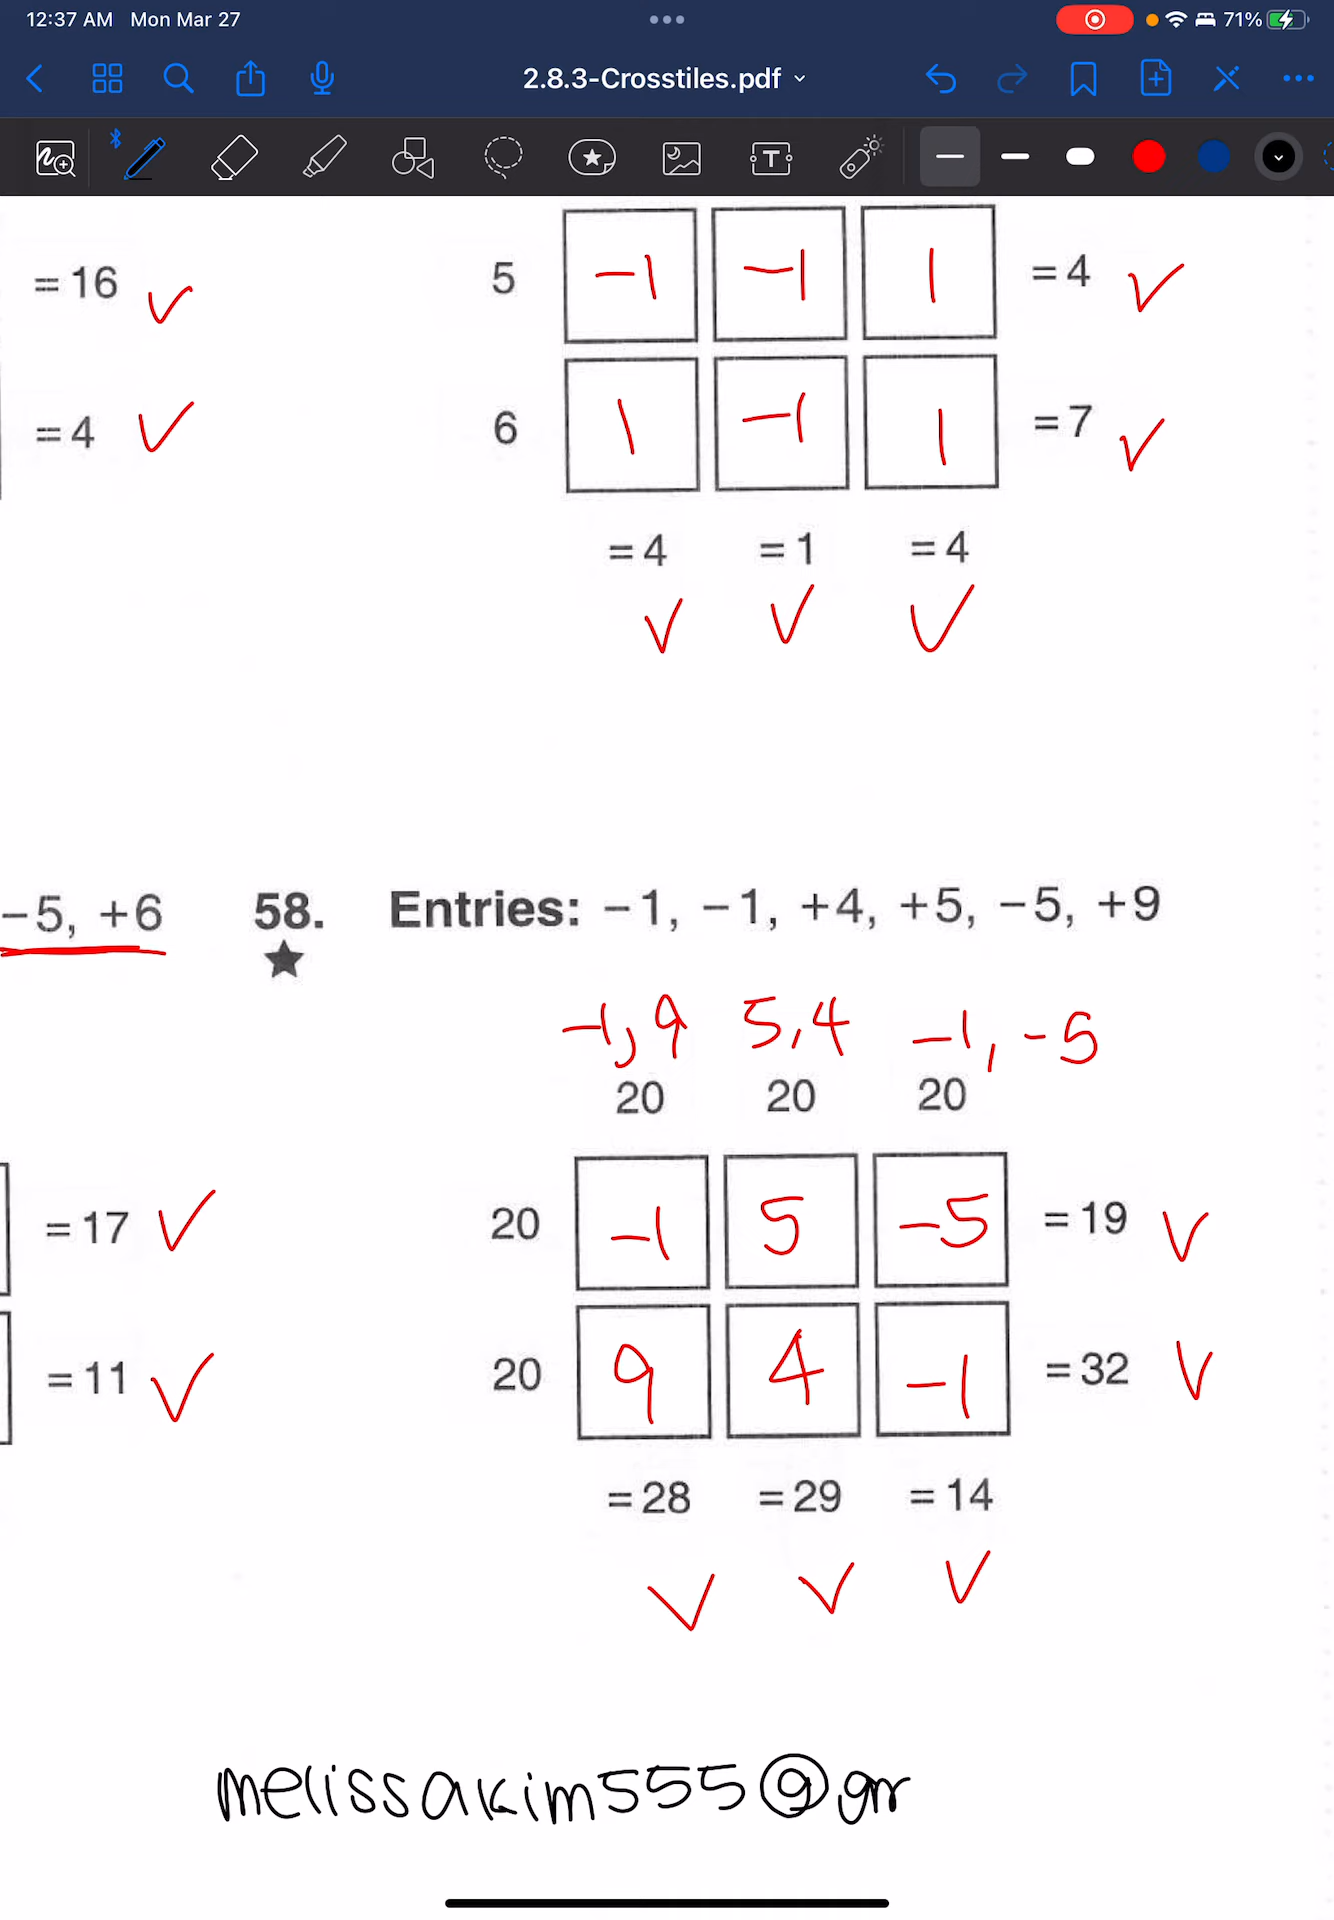 12:37 AM Mon Mar 27 71%
2.8.3-Crosstiles.pdf
T
= 16 5 -1 -1 1 = 4
= 4 6 1 -1 1 = 7
= 4 = 1 = 4
-5, +6 58. Entries: -1, -1, +4, +5, -5, +9
-1, 9 5, 4 -1, -5
20 20 20
= 17 20 -1 5 -5 = 19
= 11 20 9 4 -1 = 32
= 28 = 29 = 14
melissakim555@gm